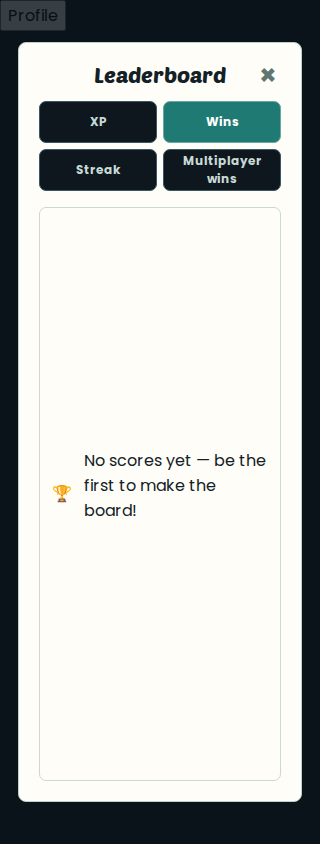 Profile
Leaderboard ✖
XP
Wins
Streak
Multiplayer
wins
🏆 No scores yet — be the
first to make the
board!